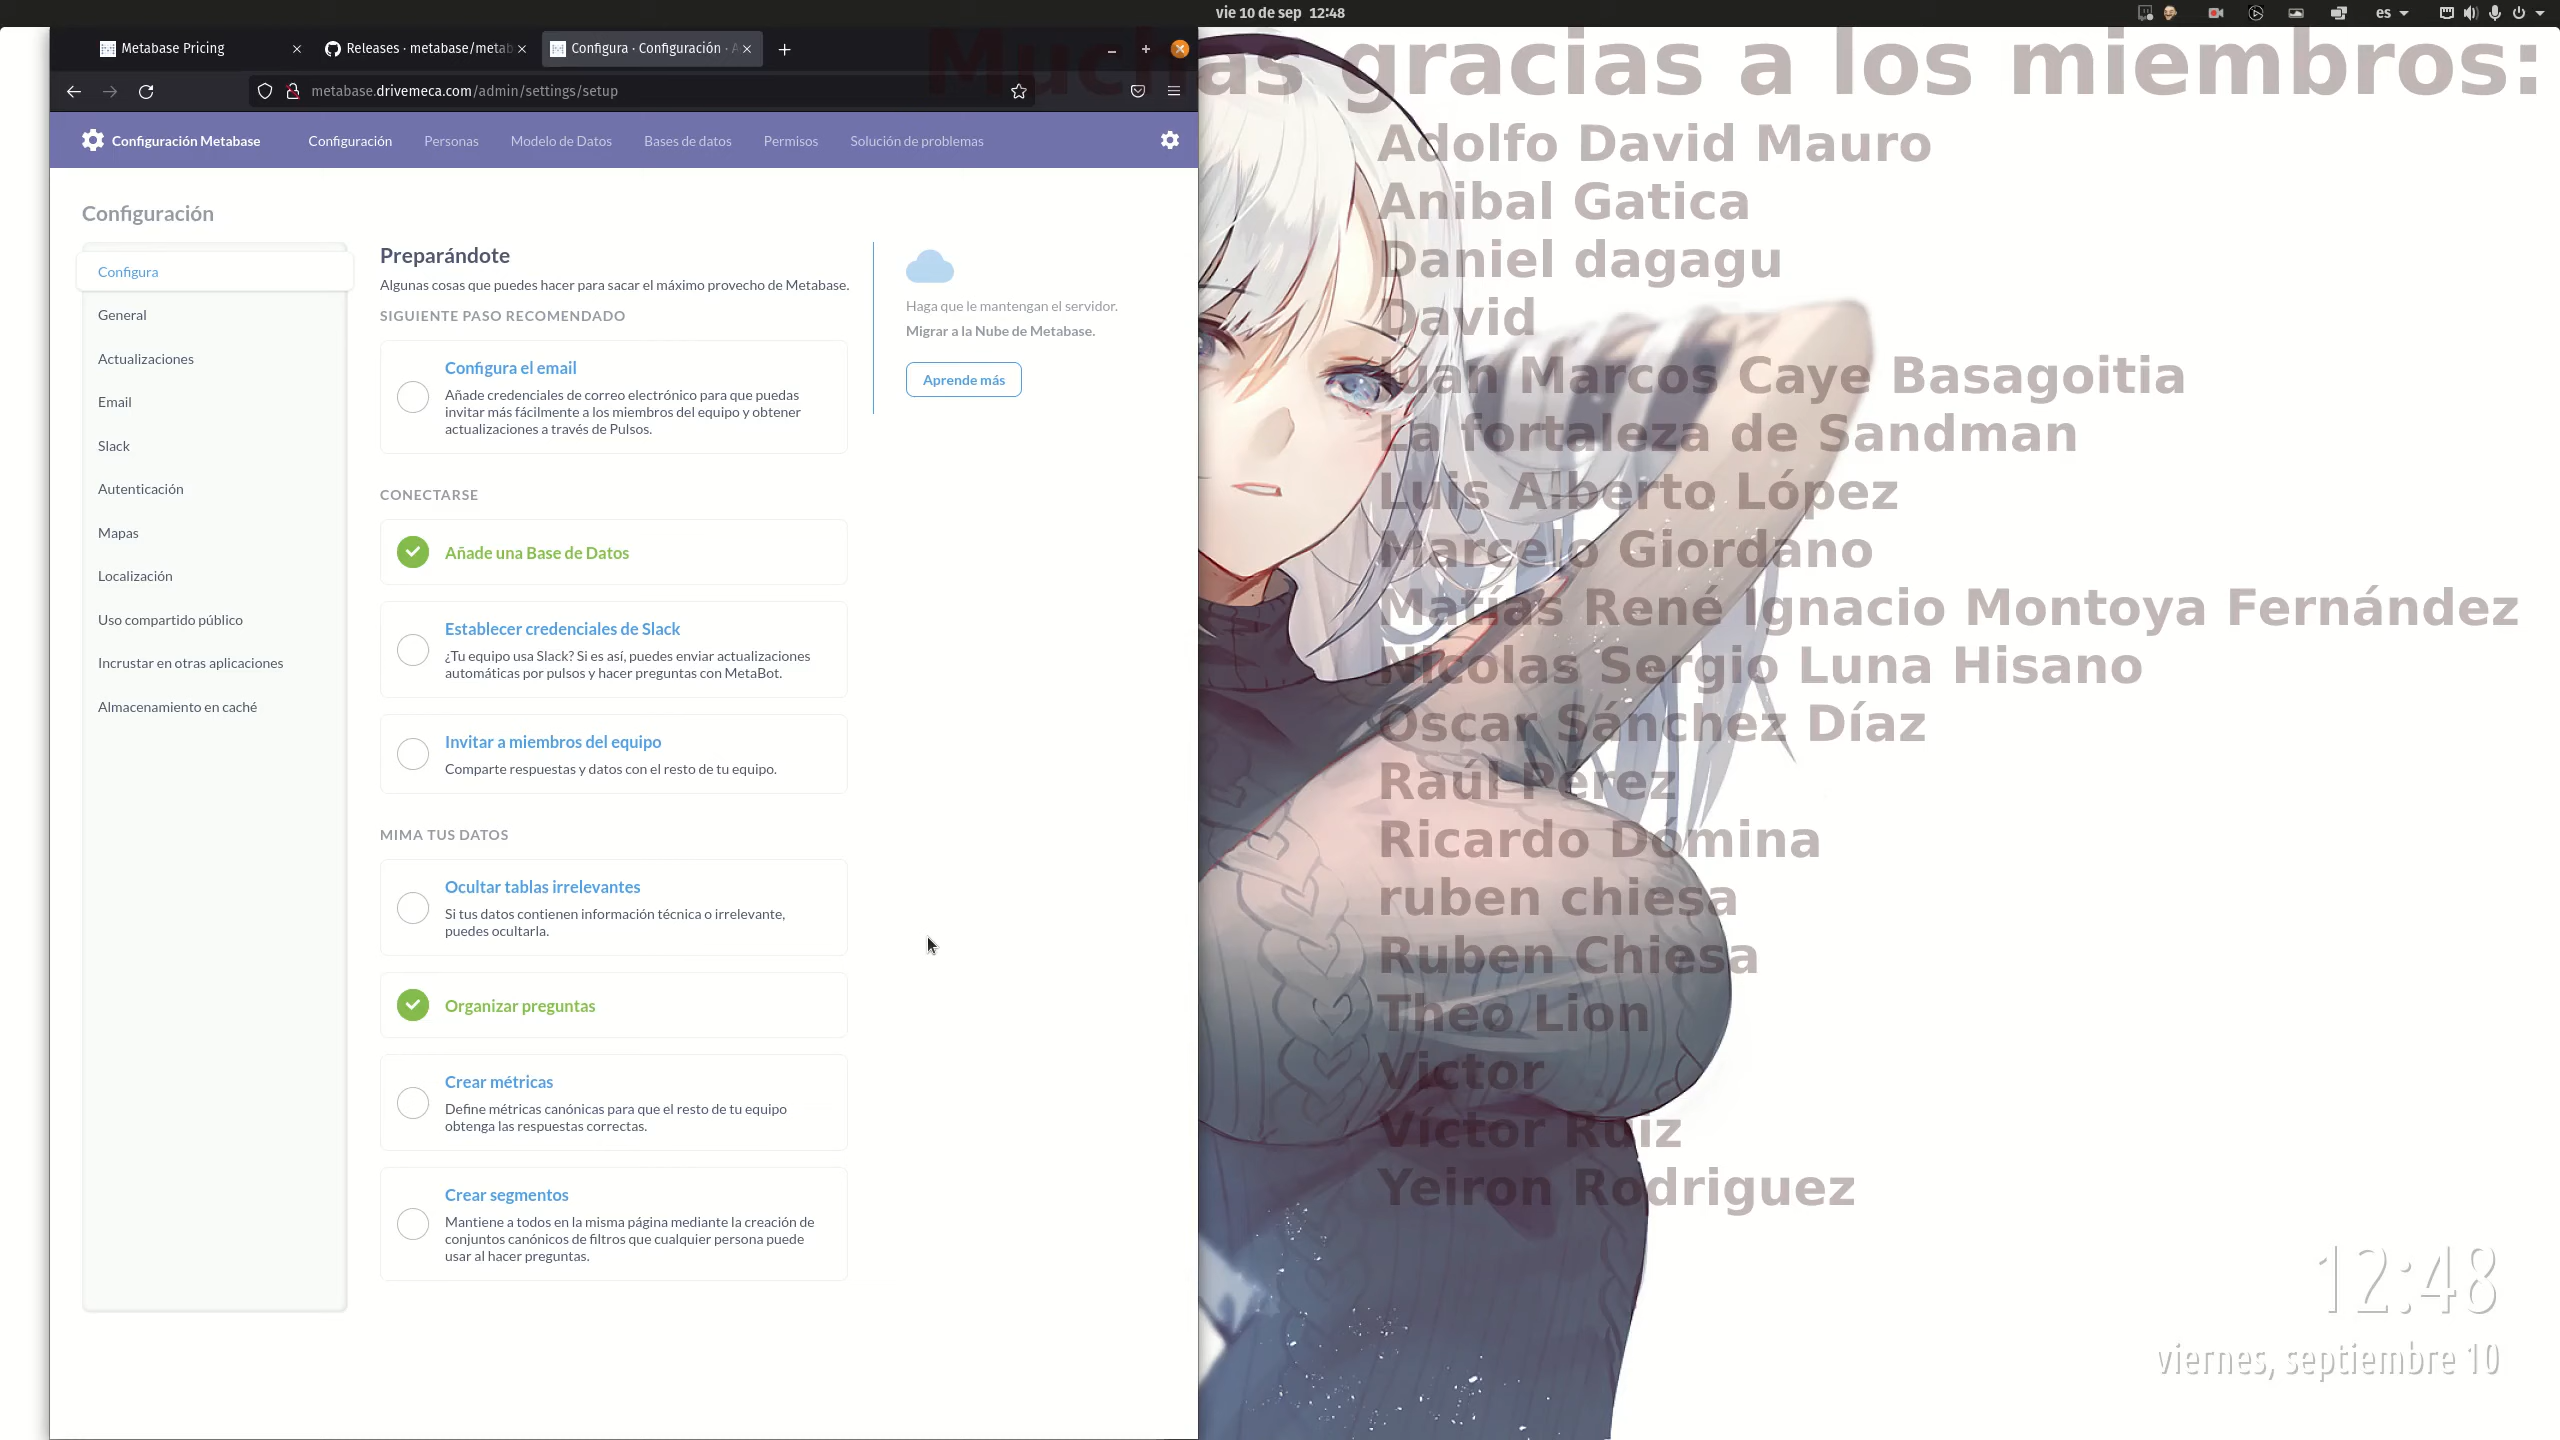 vie 10 de sep 12:48
es
Metabase Pricing
Releases · metabase/metab
Configura · Configuración · A
metabase.drivemeca.com/admin/settings/setup
Configuración Metabase
Configuración
Personas
Modelo de Datos
Bases de datos
Permisos
Solución de problemas
Configuración
Configura
General
Actualizaciones
Email
Slack
Autenticación
Mapas
Localización
Uso compartido público
Incrustar en otras aplicaciones
Almacenamiento en caché
Preparándote
Algunas cosas que puedes hacer para sacar el máximo provecho de Metabase.
SIGUIENTE PASO RECOMENDADO
Configura el email
Añade credenciales de correo electrónico para que puedas
invitar más fácilmente a los miembros del equipo y obtener
actualizaciones a través de Pulsos.
CONECTARSE
Añade una Base de Datos
Establecer credenciales de Slack
¿Tu equipo usa Slack? Si es así, puedes enviar actualizaciones
automáticas por pulsos y hacer preguntas con MetaBot.
Invitar a miembros del equipo
Comparte respuestas y datos con el resto de tu equipo.
MIMA TUS DATOS
Ocultar tablas irrelevantes
Si tus datos contienen información técnica o irrelevante,
puedes ocultarla.
Organizar preguntas
Crear métricas
Define métricas canónicas para que el resto de tu equipo
obtenga las respuestas correctas.
Crear segmentos
Mantiene a todos en la misma página mediante la creación de
conjuntos canónicos de filtros que cualquier persona puede
usar al hacer preguntas.
Haga que le mantengan el servidor.
Migrar a la Nube de Metabase.
Aprende más
Muchas gracias a los miembros:
Adolfo David Mauro
Anibal Gatica
Daniel dagagu
David
Juan Marcos Caye Basagoitia
La fortaleza de Sandman
Luis Alberto López
Marcelo Giordano
Matías René Ignacio Montoya Fernández
Nicolas Sergio Luna Hisano
Oscar Sánchez Díaz
Raúl Pérez
Ricardo Dómina
ruben chiesa
Ruben Chiesa
Theo Lion
Victor
Víctor Ruiz
Yeiron Rodriguez
12:48
viernes, septiembre 10